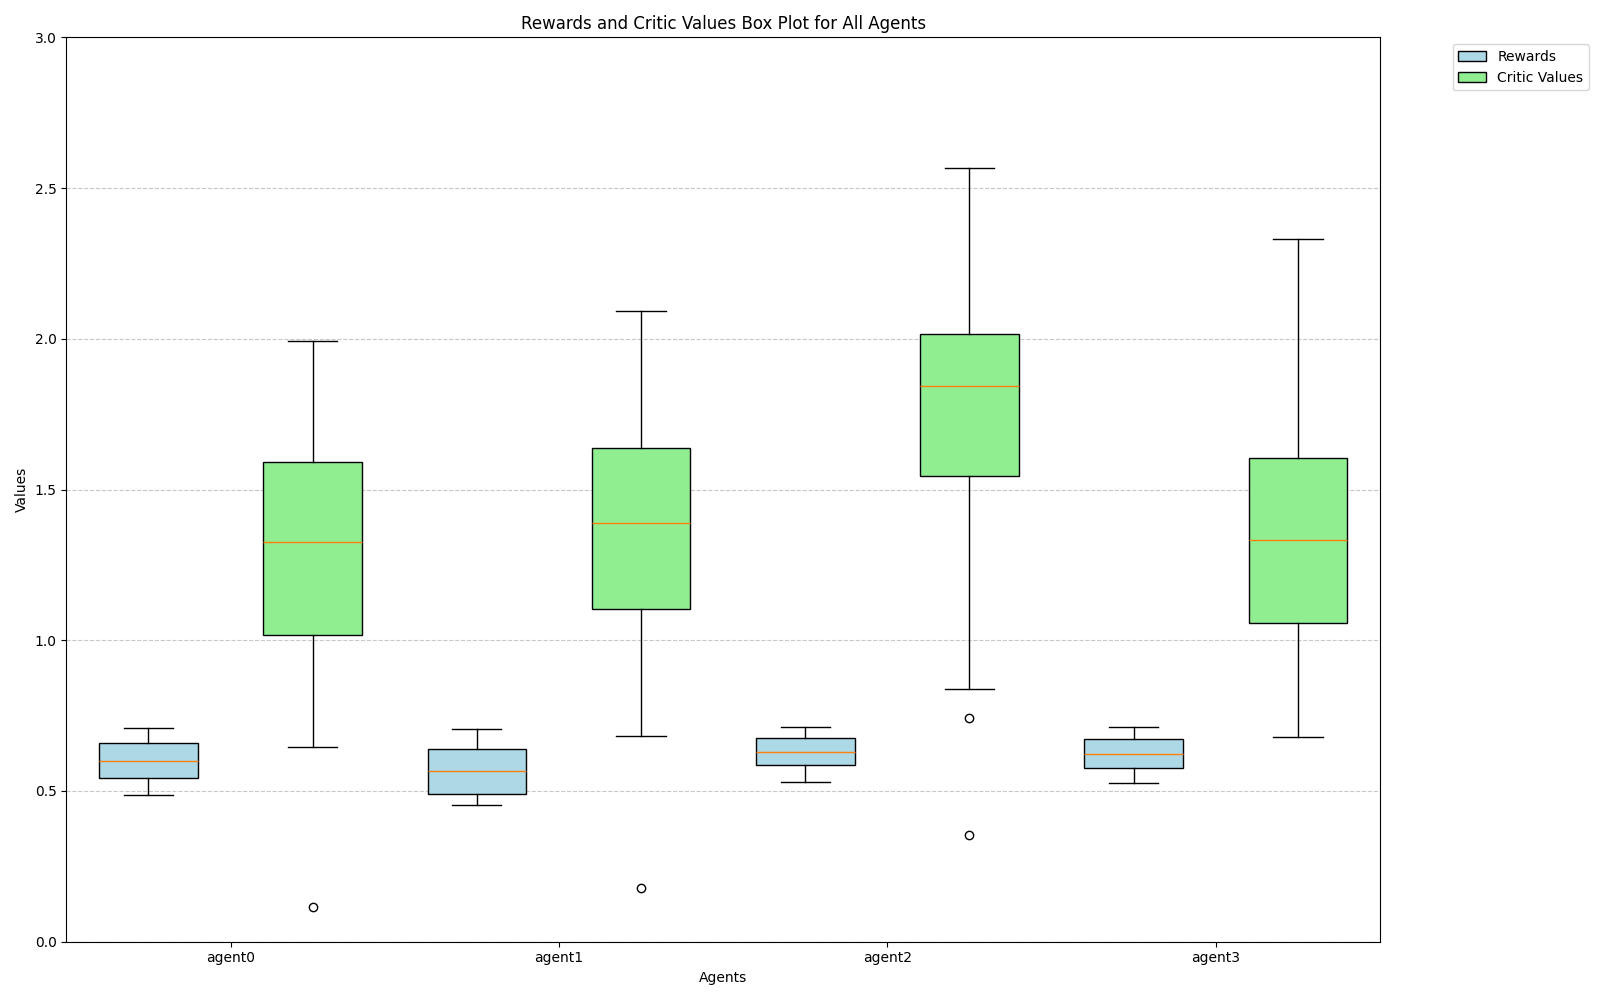 Rewards and Critic Values Box Plot for All Agents
Rewards
Critic Values
Values
3.0
2.5
2.0
1.5
1.0
0.5
0.0
agent0
agent1
agent2
agent3
Agents